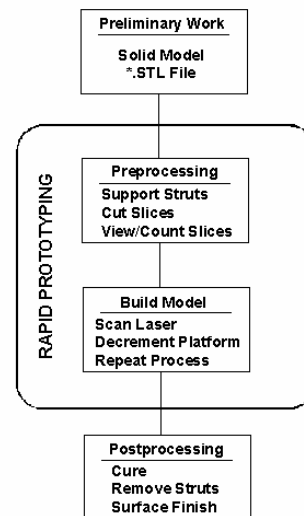 Preliminary Work
Solid Model
*.STL File
RAPID PROTOTYPING
Preprocessing
Support Struts
Cut Slices
View/Count Slices
Build Model
Scan Laser
Decrement Platform
Repeat Process
Postprocessing
Cure
Remove Struts
Surface Finish